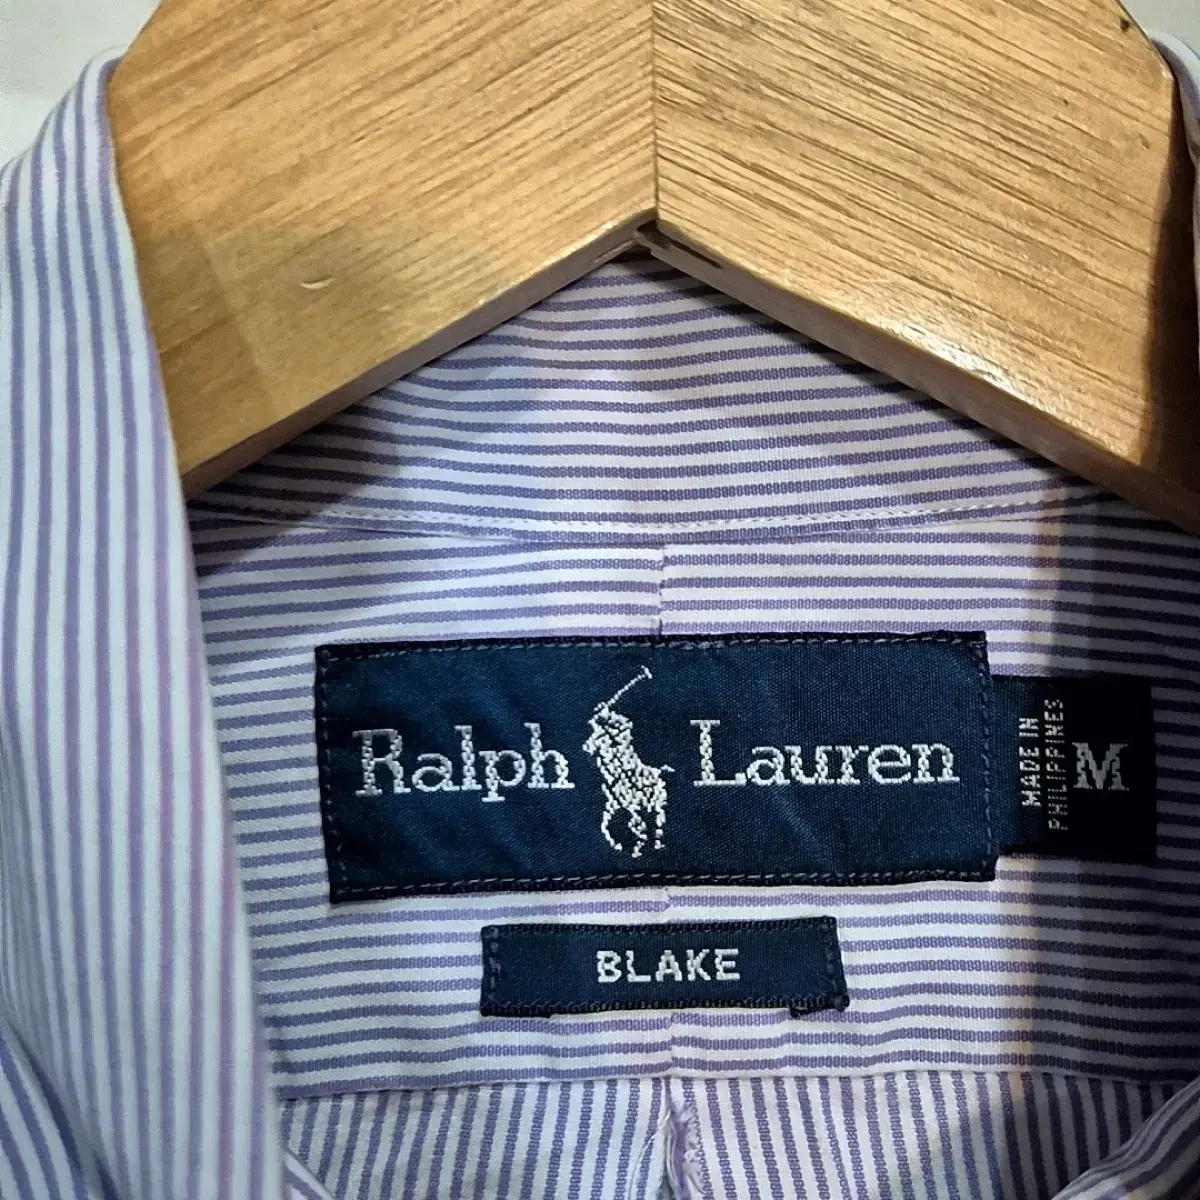 Ralph Lauren
MADE IN
PHILIPPINES
M
BLAKE